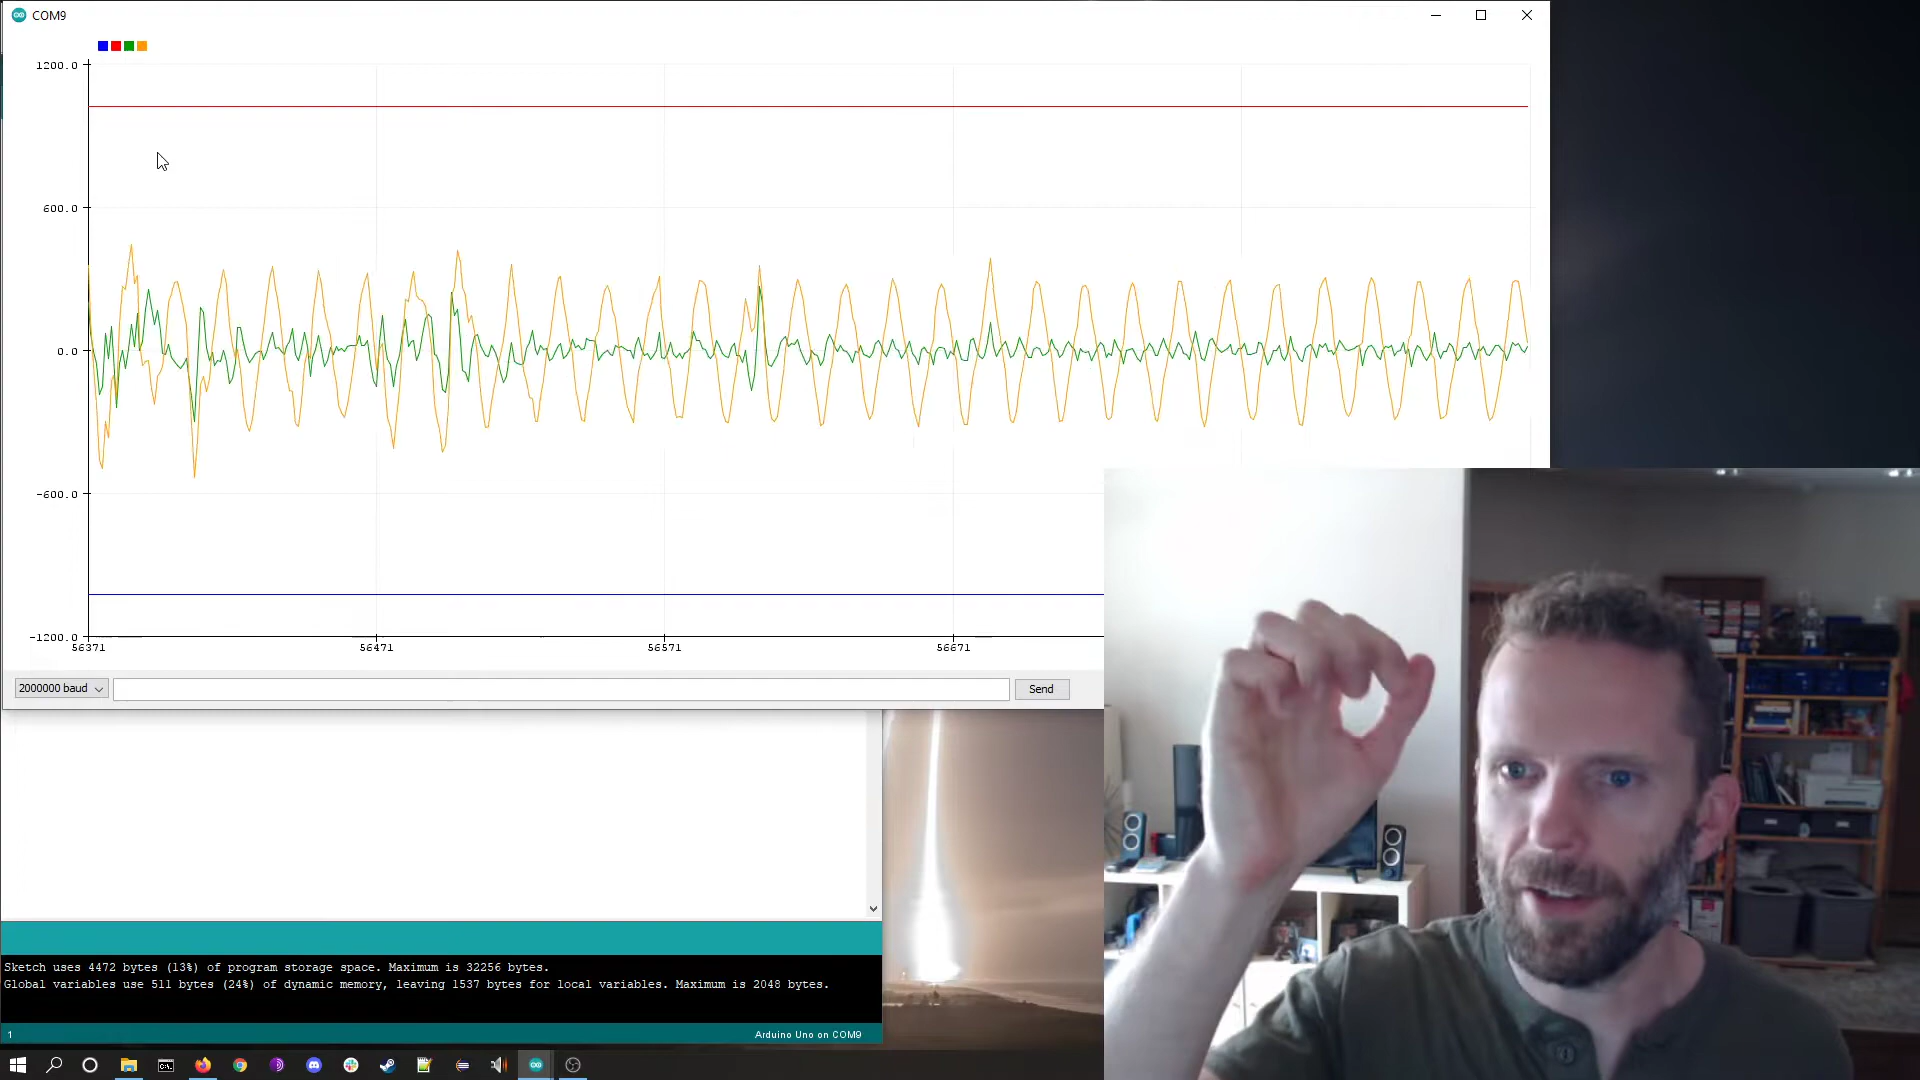 COM9
1200.0
600.0
0.0
-600.0
-1200.0
56371 56471 56571 56671
2000000 baud
Send
Sketch uses 4472 bytes (13%) of program storage space. Maximum is 32256 bytes.
Global variables use 511 bytes (24%) of dynamic memory, leaving 1537 bytes for local variables. Maximum is 2048 bytes.
1 Arduino Uno on COM9